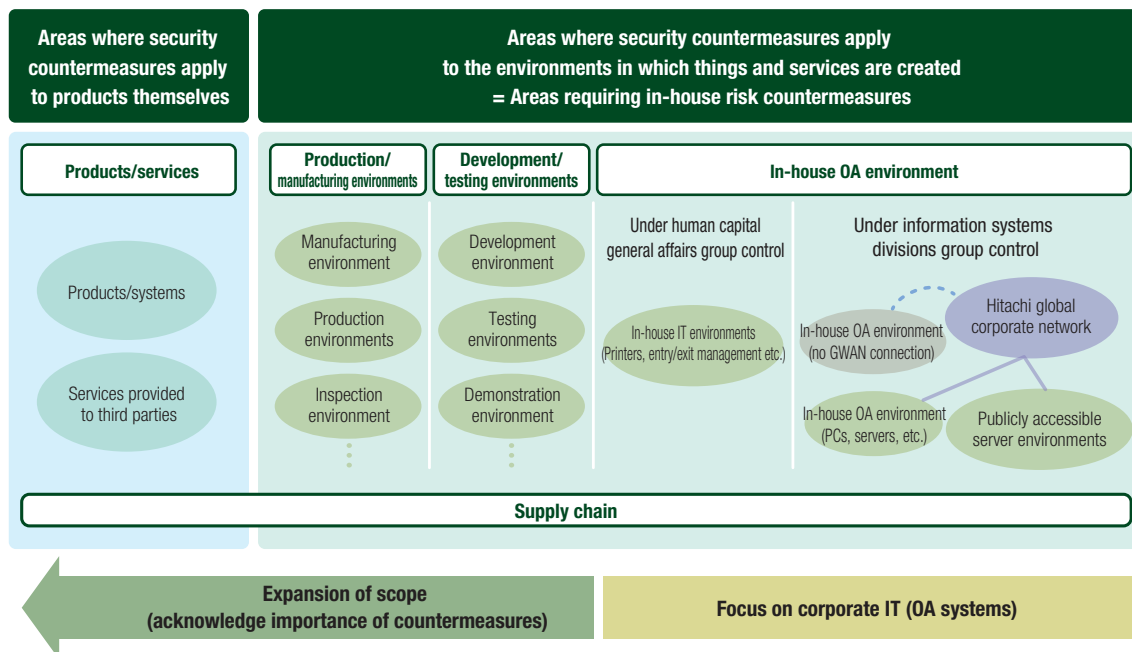 Areas where security
countermeasures apply
to products themselves
Areas where security countermeasures apply
to the environments in which things and services are created
= Areas requiring in-house risk countermeasures
Products/services
Production/
manufacturing environments
Development/
testing environments
In-house OA environment
Products/systems
Services provided
to third parties
Manufacturing
environment
Production
environments
Inspection
environment
Development
environment
Testing
environments
Demonstration
environment
Under human capital
general affairs group control
In-house IT environments
(Printers, entry/exit management etc.)
Under information systems
divisions group control
Hitachi global
corporate network
In-house OA environment
(no GWAN connection)
In-house OA environment
(PCs, servers, etc.)
Publicly accessible
server environments
Supply chain
Expansion of scope
(acknowledge importance of countermeasures)
Focus on corporate IT (OA systems)